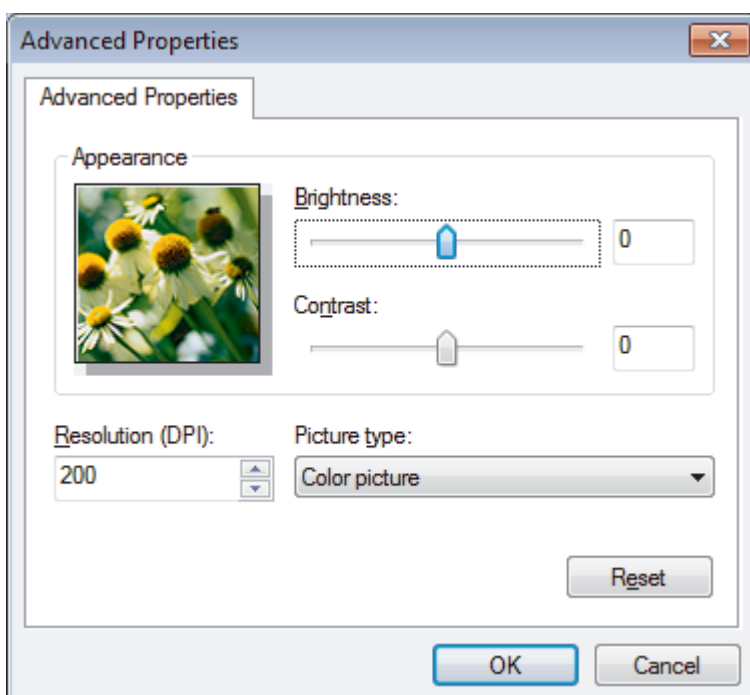 Advanced Properties
Advanced Properties
Appearance
Brightness:
0
Contrast:
0
Resolution (DPI):
200
Picture type:
Color picture
Reset
OK
Cancel